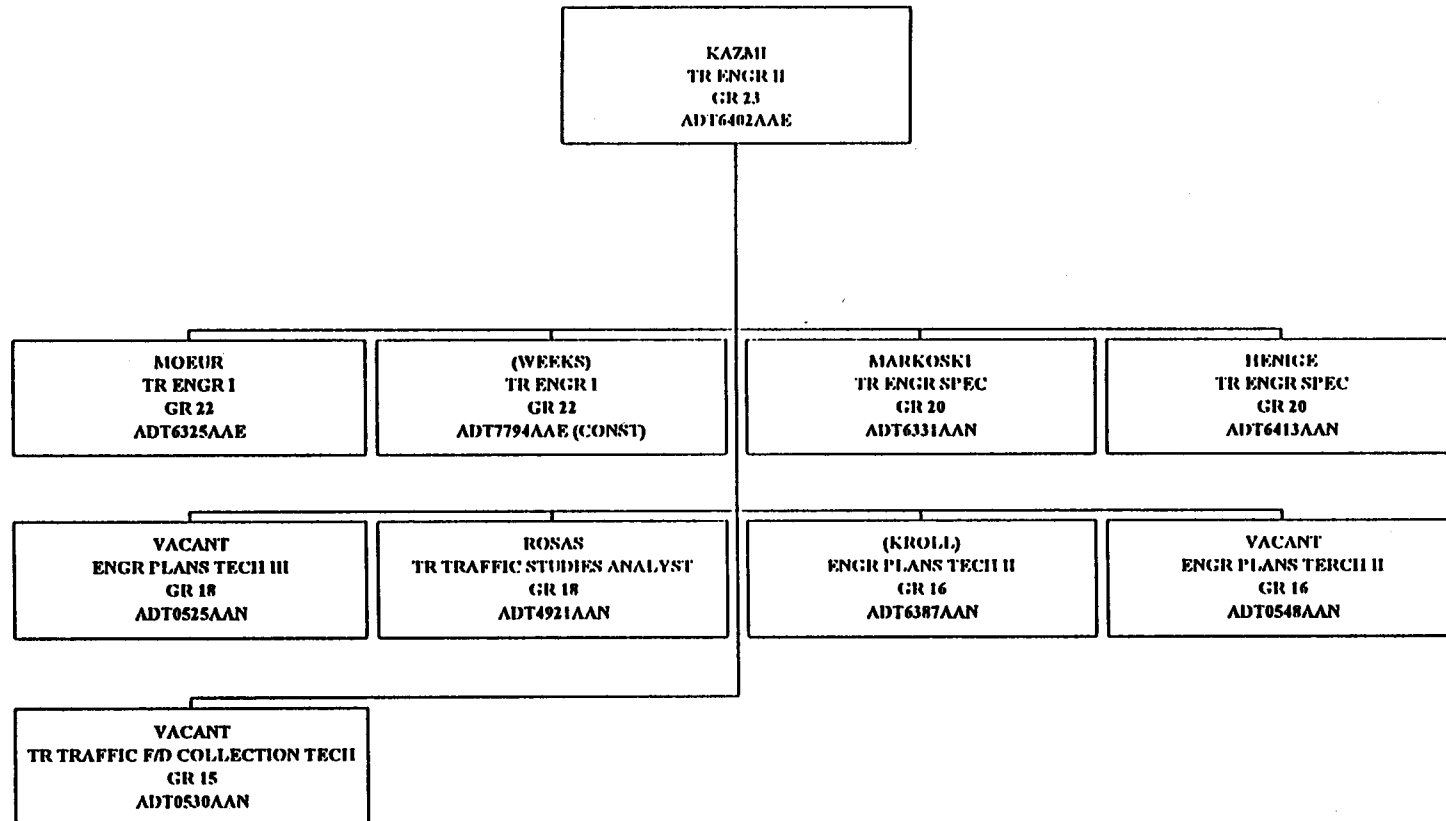 KAZMI
TR ENGR II
GR 23
ADT6402AAE
MOEUR
TR ENGR I
GR 22
ADT6325AAE
(WEEKS)
TR ENGR I
GR 22
ADT7794AAE (CONST)
MARKOSKI
TR ENGR SPEC
GR 20
ADT6331AAN
HENIGE
TR ENGR SPEC
GR 20
ADT6413AAN
VACANT
ENGR PLANS TECH III
GR 18
ADT0525AAN
ROSAS
TR TRAFFIC STUDIES ANALYST
GR 18
ADT4921AAN
(KROLL)
ENGR PLANS TECH II
GR 16
ADT6387AAN
VACANT
ENGR PLANS TERCH II
GR 16
ADT0548AAN
VACANT
TR TRAFFIC F/D COLLECTION TECH
GR 15
ADT0530AAN